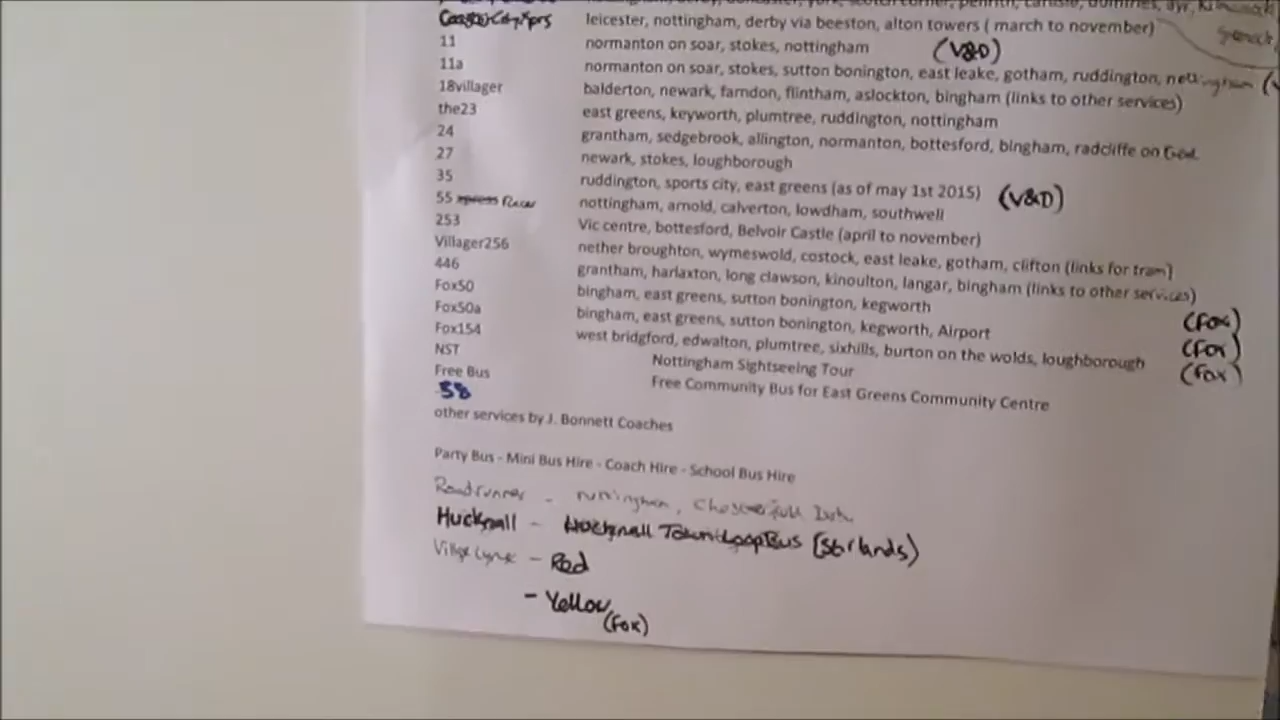 leicester, nottingham, derby via beeston, alton towers ( march to november)
11 normanton on soar, stokes, nottingham (V&D)
11a normanton on soar, stokes, sutton bonington, east leake, gotham, ruddington, nottingham
18villager balderton, newark, farndon, flintham, aslockton, bingham (links to other services)
the23 east greens, keyworth, plumtree, ruddington, nottingham
24 grantham, sedgebrook, allington, normanton, bottesford, bingham, radcliffe on
27 newark, stokes, loughborough
35 ruddington, sports city, east greens (as of may 1st 2015) (V&D)
55 nottingham, arnold, calverton, lowdham, southwell
253 Vic centre, bottesford, Belvoir Castle (april to november)
Villager256 nether broughton, wymeswold, costock, east leake, gotham, clifton (links for tram)
446 grantham, harlaxton, long clawson, kinoulton, langar, bingham (links to other services)
Fox50 bingham, east greens, sutton bonington, kegworth (Fox)
Fox50a bingham, east greens, sutton bonington, kegworth, Airport (Fox)
Fox154 west bridgford, edwalton, plumtree, sixhills, burton on the wolds, loughborough (Fox)
NST Nottingham Sightseeing Tour
Free Bus Free Community Bus for East Greens Community Centre
58
other services by J. Bonnett Coaches
Party Bus - Mini Bus Hire - Coach Hire - School Bus Hire
Roadrunner - nottingham,
Hucknall - Hucknall Town LoopBus
- Red
- Yellow
(Fox)